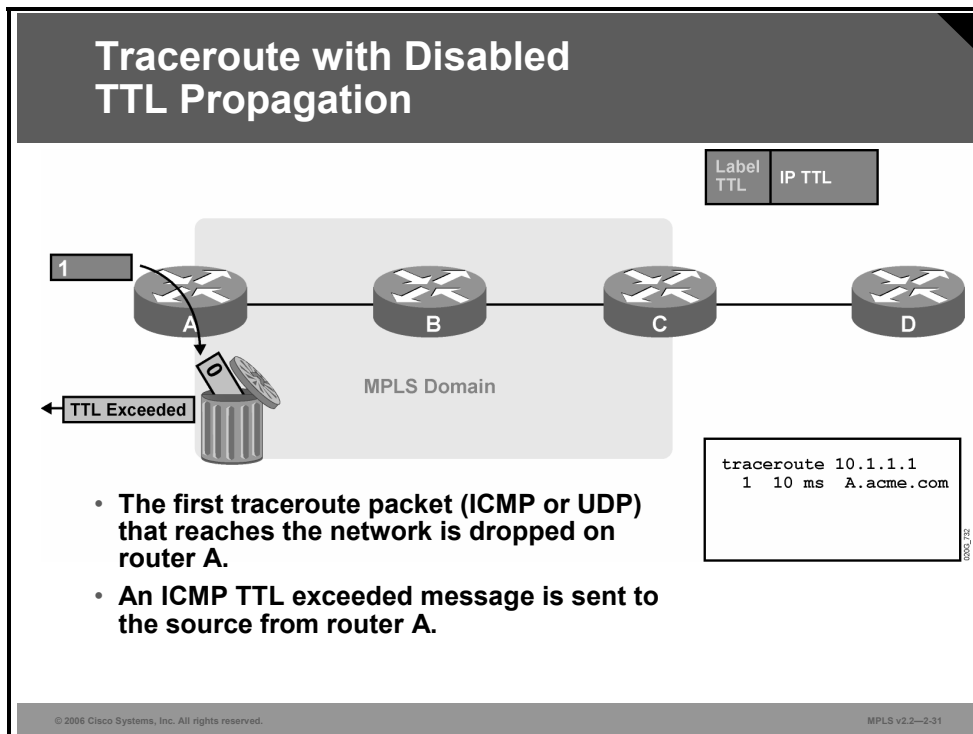 Traceroute with Disabled
TTL Propagation
Label
TTL
IP TTL
1
A
B
C
D
0
MPLS Domain
TTL Exceeded
traceroute 10.1.1.1
1 10 ms A.acme.com
• The first traceroute packet (ICMP or UDP)
that reaches the network is dropped on
router A.
• An ICMP TTL exceeded message is sent to
the source from router A.
020G_732
© 2006 Cisco Systems, Inc. All rights reserved.
MPLS v2.2—2-31